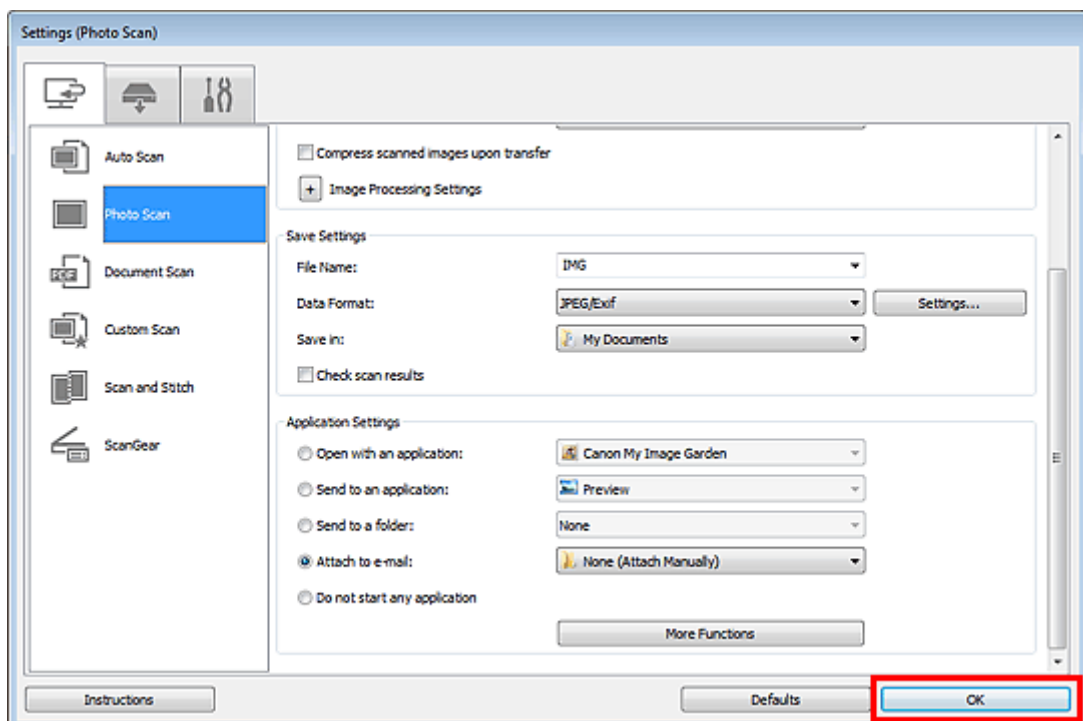 Settings (Photo Scan)
Auto Scan
Photo Scan
Document Scan
Custom Scan
Scan and Stitch
ScanGear
Compress scanned images upon transfer
+ Image Processing Settings
Save Settings
File Name: IMG
Data Format: JPEG/Exif Settings...
Save in: My Documents
Check scan results
Application Settings
Open with an application: Canon My Image Garden
Send to an application: Preview
Send to a folder: None
Attach to e-mail: None (Attach Manually)
Do not start any application
More Functions
Instructions Defaults OK